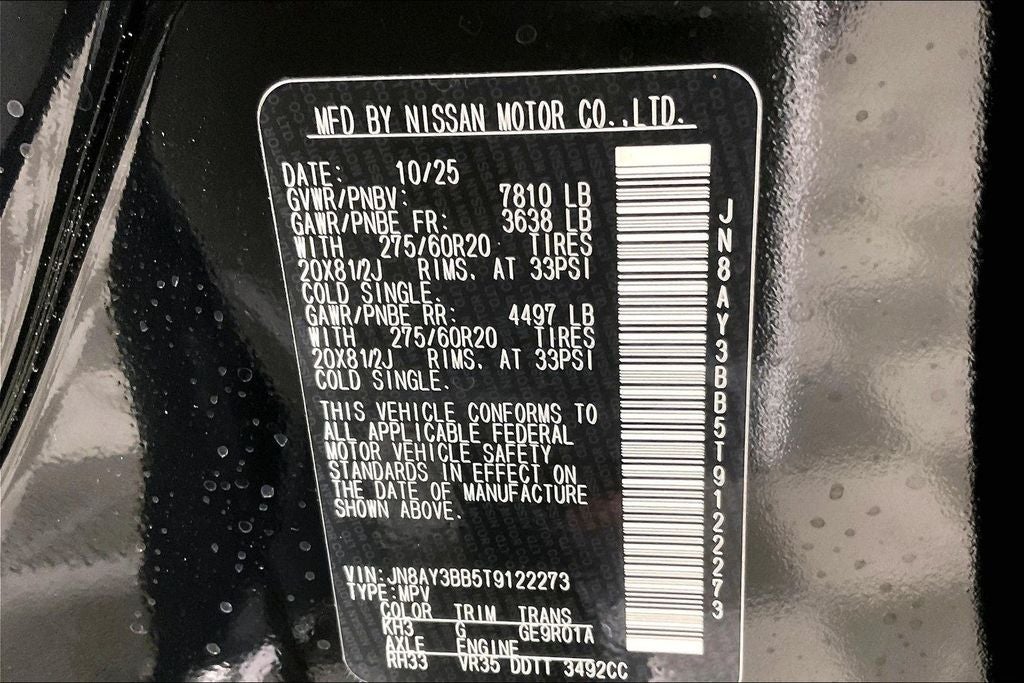 MFD BY NISSAN MOTOR CO.,LTD.
DATE: 10/25
GVWR/PNBV: 7810 LB
GAWR/PNBE FR: 3638 LB
WITH 275/60R20 TIRES
20X81/2J RIMS. AT 33PSI
COLD SINGLE.
GAWR/PNBE RR: 4497 LB
WITH 275/60R20 TIRES
20X81/2J RIMS. AT 33PSI
COLD SINGLE.
THIS VEHICLE CONFORMS TO
ALL APPLICABLE FEDERAL
MOTOR VEHICLE SAFETY
STANDARDS IN EFFECT ON
THE DATE OF MANUFACTURE
SHOWN ABOVE.
VIN:JN8AY3BB5T9122273
TYPE:MPV
COLOR TRIM TRANS
KH3 G GE9R01A
AXLE ENGINE
RH33 VR35 DDTT 3492CC
JN8AY3BB5T9122273